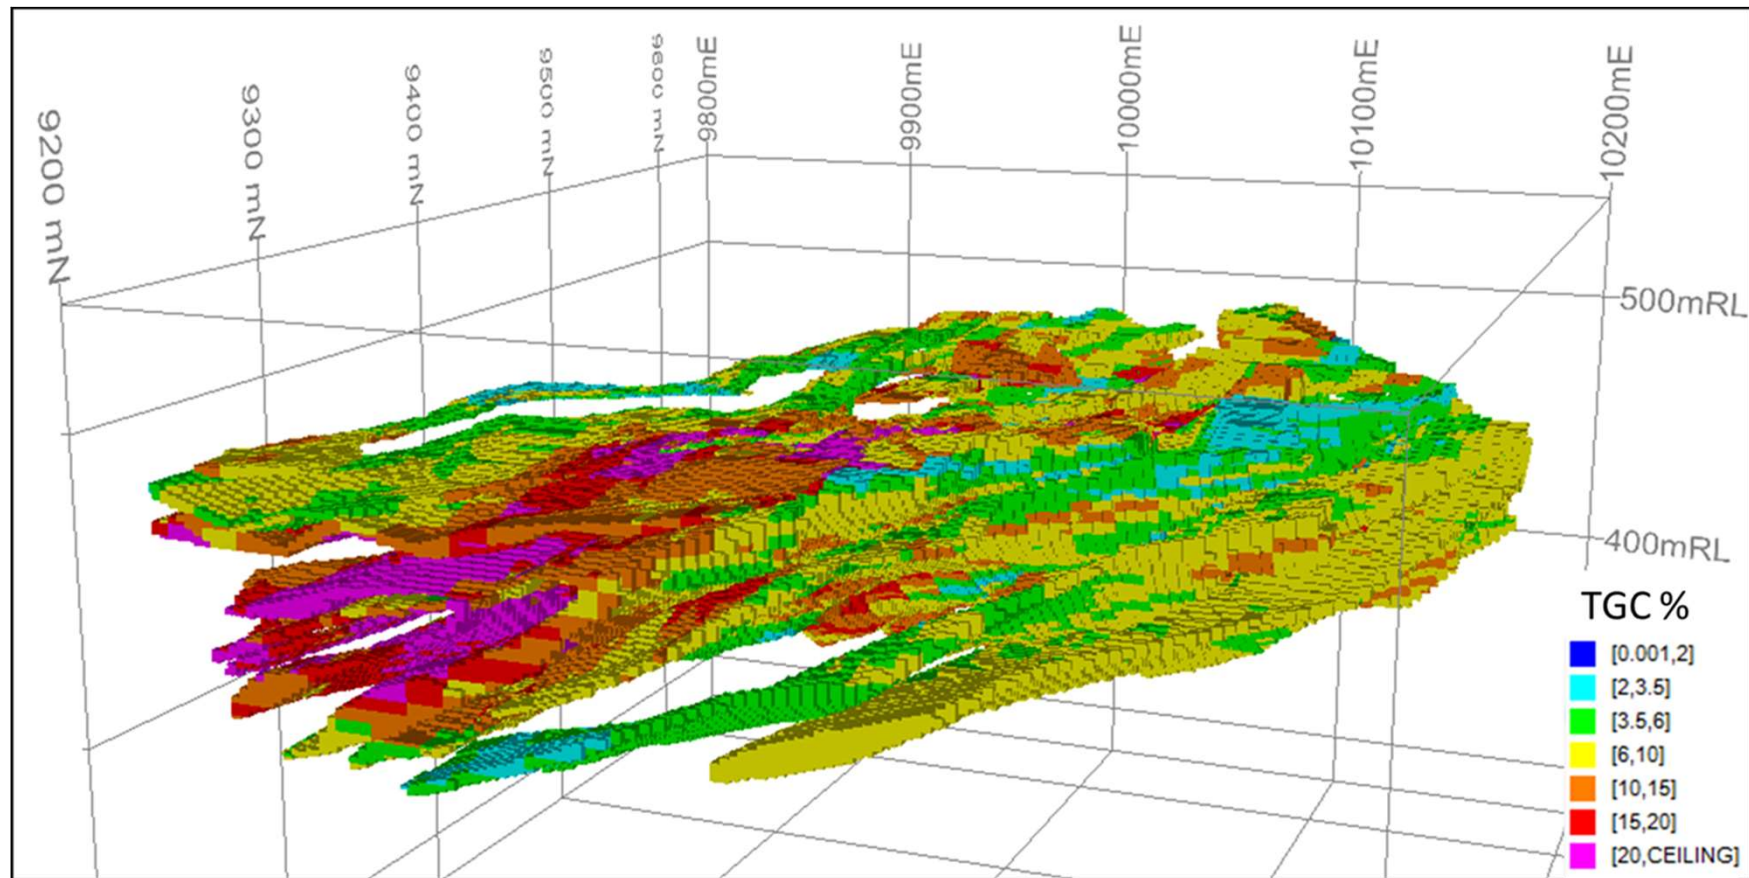 9200 mN
9300 mN
9400 mN
9500 mN
9600 mN
9800mE
9900mE
10000mE
10100mE
10200mE
500mRL
400mRL
TGC %
[0.001,2]
[2,3.5]
[3.5,6]
[6,10]
[10,15]
[15,20]
[20,CEILING]